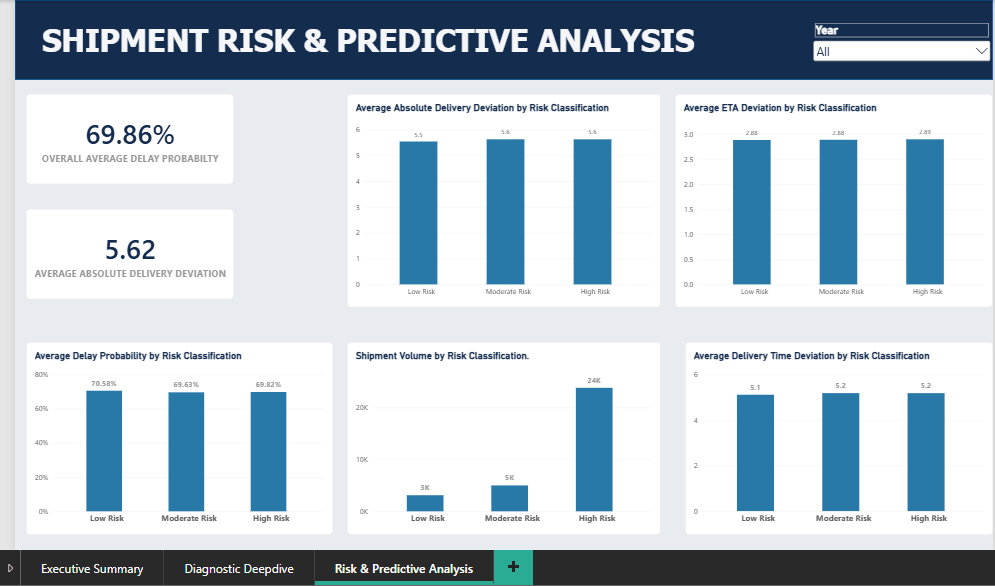 SHIPMENT RISK & PREDICTIVE ANALYSIS
Year
All
69.86%
OVERALL AVERAGE DELAY PROBABILTY
5.62
AVERAGE ABSOLUTE DELIVERY DEVIATION
Average Absolute Delivery Deviation by Risk Classification
6
5
4
3
2
1
0
5.5
5.6
5.6
Low Risk
Moderate Risk
High Risk
Average ETA Deviation by Risk Classification
3.0
2.5
2.0
1.5
1.0
0.5
0.0
2.88
2.88
2.89
Low Risk
Moderate Risk
High Risk
Average Delay Probability by Risk Classification
80%
60%
40%
20%
0%
70.58%
69.63%
69.82%
Low Risk
Moderate Risk
High Risk
Shipment Volume by Risk Classification.
20K
10K
0K
3K
5K
24K
Low Risk
Moderate Risk
High Risk
Average Delivery Time Deviation by Risk Classification
6
4
2
0
5.1
5.2
5.2
Low Risk
Moderate Risk
High Risk
Executive Summary
Diagnostic Deepdive
Risk & Predictive Analysis
+